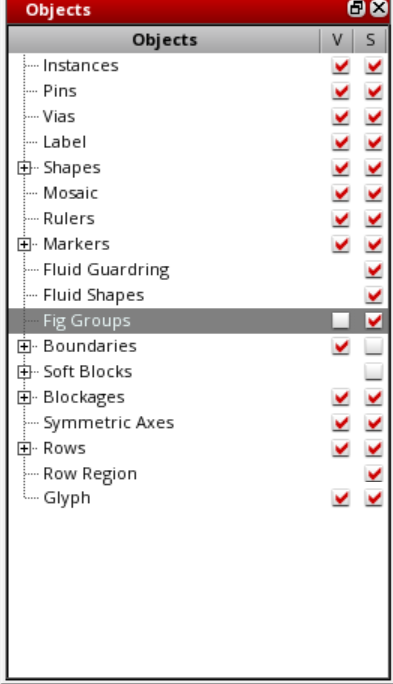 Objects
Objects V S
Instances
Pins
Vias
Label
Shapes
Mosaic
Rulers
Markers
Fluid Guardring
Fluid Shapes
Fig Groups
Boundaries
Soft Blocks
Blockages
Symmetric Axes
Rows
Row Region
Glyph